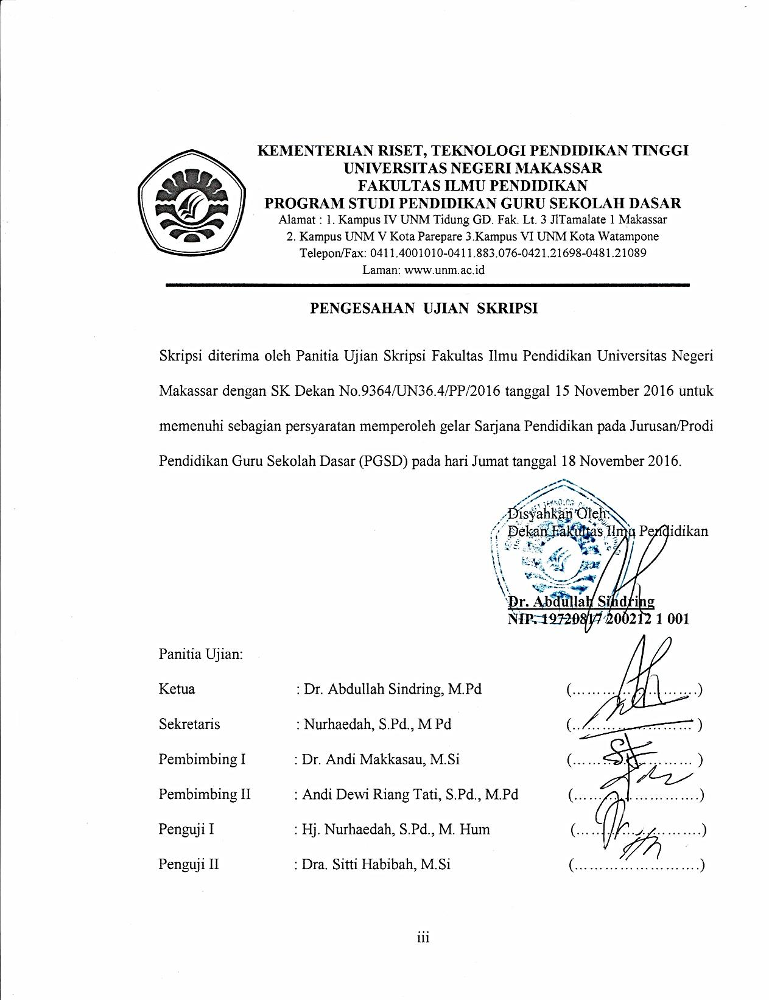 KEMENTERIAN RISET, TEKNOLOGI PENDIDIKAN TINGGI
UNIVERSITAS NEGERI MAKASSAR
FAKULTAS ILMU PENDIDIKAN
PROGRAM STUDI PENDIDIKAN GURU SEKOLAH DASAR
Alamat : 1. Kampus IV UNM Tidung GD. Fak. Lt. 3 JlTamalate 1 Makassar
2. Kampus UNM V Kota Parepare 3.Kampus VI UNM Kota Watampone
Telepon/Fax: 0411.4001010-0411.883.076-0421.21698-0481.21089
Laman: www.unm.ac.id
PENGESAHAN UJIAN SKRIPSI
Skripsi diterima oleh Panitia Ujian Skripsi Fakultas Ilmu Pendidikan Universitas Negeri
Makassar dengan SK Dekan No.9364/UN36.4/PP/2016 tanggal 15 November 2016 untuk
memenuhi sebagian persyaratan memperoleh gelar Sarjana Pendidikan pada Jurusan/Prodi
Pendidikan Guru Sekolah Dasar (PGSD) pada hari Jumat tanggal 18 November 2016.
Disyahkan Oleh:
Dekan Fakultas Ilmu Pendidikan
Dr. Abdullah Sindring
NIP. 19720817 200212 1 001
Panitia Ujian:
Ketua : Dr. Abdullah Sindring, M.Pd (........................)
Sekretaris : Nurhaedah, S.Pd., M Pd (........................ )
Pembimbing I : Dr. Andi Makkasau, M.Si (........................ )
Pembimbing II : Andi Dewi Riang Tati, S.Pd., M.Pd (........................)
Penguji I : Hj. Nurhaedah, S.Pd., M. Hum (........................)
Penguji II : Dra. Sitti Habibah, M.Si (........................)
iii